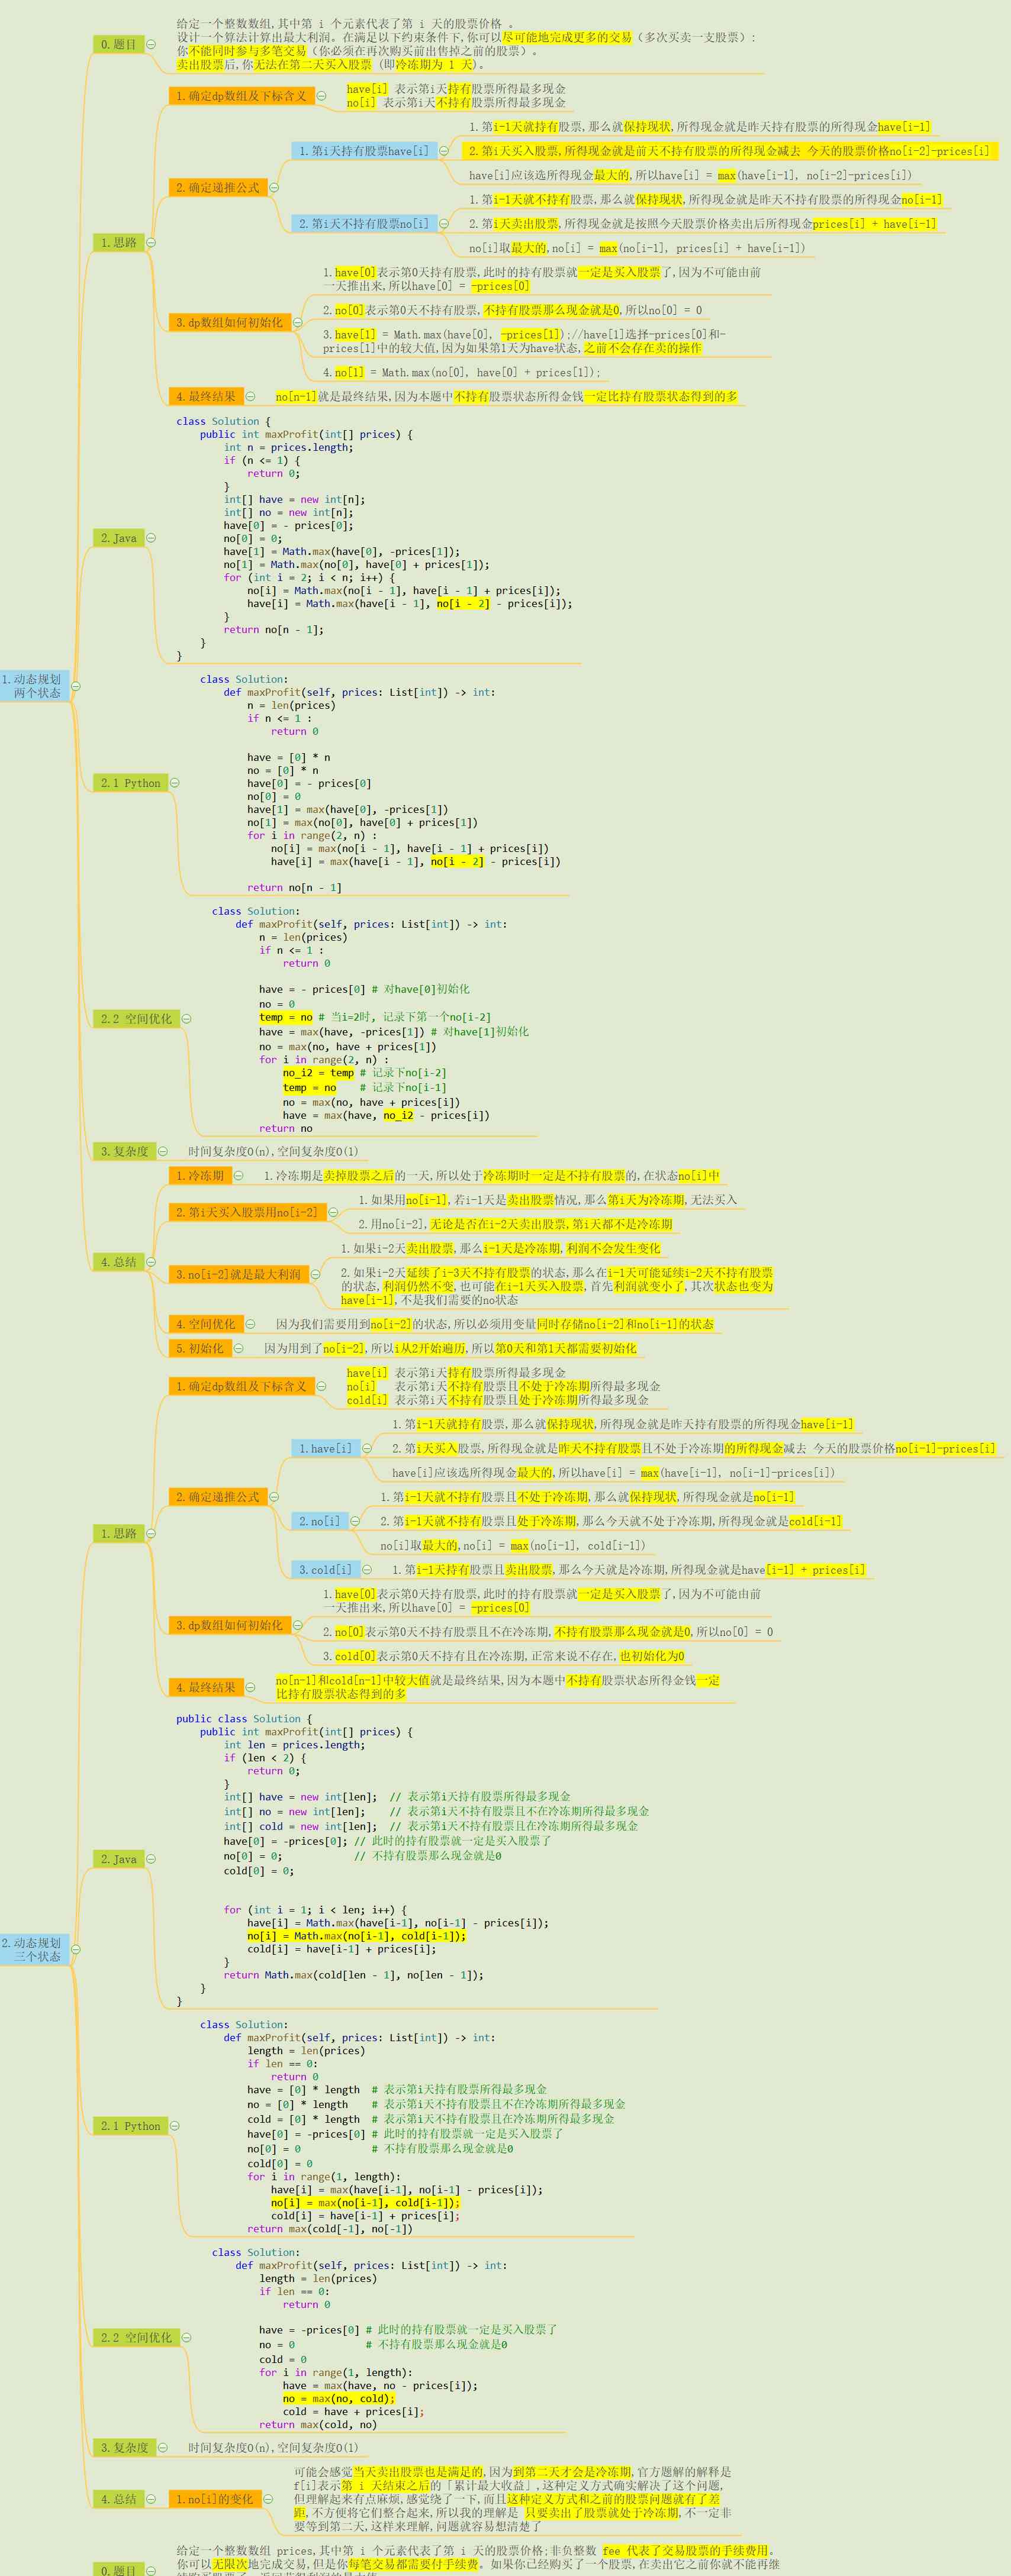 1.动态规划
两个状态
0.题目
给定一个整数数组,其中第 i 个元素代表了第 i 天的股票价格 。
设计一个算法计算出最大利润。在满足以下约束条件下,你可以尽可能地完成更多的交易（多次买卖一支股票）:
你不能同时参与多笔交易（你必须在再次购买前出售掉之前的股票）。
卖出股票后,你无法在第二天买入股票 (即冷冻期为 1 天)。
1.思路
1.确定dp数组及下标含义
have[i] 表示第i天持有股票所得最多现金
no[i] 表示第i天不持有股票所得最多现金
2.确定递推公式
1.第i天持有股票have[i]
1.第i-1天就持有股票,那么就保持现状,所得现金就是昨天持有股票的所得现金have[i-1]
2.第i天买入股票,所得现金就是前天不持有股票的所得现金减去 今天的股票价格no[i-2]-prices[i]
have[i]应该选所得现金最大的,所以have[i] = max(have[i-1], no[i-2]-prices[i])
2.第i天不持有股票no[i]
1.第i-1天就不持有股票,那么就保持现状,所得现金就是昨天不持有股票的所得现金no[i-1]
2.第i天卖出股票,所得现金就是按照今天股票价格卖出后所得现金prices[i] + have[i-1]
no[i]取最大的,no[i] = max(no[i-1], prices[i] + have[i-1])
3.dp数组如何初始化
1.have[0]表示第0天持有股票,此时的持有股票就一定是买入股票了,因为不可能由前
一天推出来,所以have[0] = -prices[0]
2.no[0]表示第0天不持有股票,不持有股票那么现金就是0,所以no[0] = 0
3.have[1] = Math.max(have[0], -prices[1]);//have[1]选择-prices[0]和-
prices[1]中的较大值,因为如果第1天为have状态,之前不会存在卖的操作
4.no[1] = Math.max(no[0], have[0] + prices[1]);
4.最终结果
no[n-1]就是最终结果,因为本题中不持有股票状态所得金钱一定比持有股票状态得到的多
2.Java
class Solution {
public int maxProfit(int[] prices) {
int n = prices.length;
if (n <= 1) {
return 0;
}
int[] have = new int[n];
int[] no = new int[n];
have[0] = - prices[0];
no[0] = 0;
have[1] = Math.max(have[0], -prices[1]);
no[1] = Math.max(no[0], have[0] + prices[1]);
for (int i = 2; i < n; i++) {
no[i] = Math.max(no[i - 1], have[i - 1] + prices[i]);
have[i] = Math.max(have[i - 1], no[i - 2] - prices[i]);
}
return no[n - 1];
}
}
2.1 Python
class Solution:
def maxProfit(self, prices: List[int]) -> int:
n = len(prices)
if n <= 1 :
return 0
have = [0] * n
no = [0] * n
have[0] = - prices[0]
no[0] = 0
have[1] = max(have[0], -prices[1])
no[1] = max(no[0], have[0] + prices[1])
for i in range(2, n) :
no[i] = max(no[i - 1], have[i - 1] + prices[i])
have[i] = max(have[i - 1], no[i - 2] - prices[i])
return no[n - 1]
2.2 空间优化
class Solution:
def maxProfit(self, prices: List[int]) -> int:
n = len(prices)
if n <= 1 :
return 0
have = - prices[0] # 对have[0]初始化
no = 0
temp = no # 当i=2时, 记录下第一个no[i-2]
have = max(have, -prices[1]) # 对have[1]初始化
no = max(no, have + prices[1])
for i in range(2, n) :
no_i2 = temp # 记录下no[i-2]
temp = no # 记录下no[i-1]
no = max(no, have + prices[i])
have = max(have, no_i2 - prices[i])
return no
3.复杂度
时间复杂度O(n),空间复杂度O(1)
4.总结
1.冷冻期
1.冷冻期是卖掉股票之后的一天,所以处于冷冻期时一定是不持有股票的,在状态no[i]中
2.第i天买入股票用no[i-2]
1.如果用no[i-1],若i-1天是卖出股票情况,那么第i天为冷冻期,无法买入
2.用no[i-2],无论是否在i-2天卖出股票,第i天都不是冷冻期
3.no[i-2]就是最大利润
1.如果i-2天卖出股票,那么i-1天是冷冻期,利润不会发生变化
2.如果i-2天延续了i-3天不持有股票的状态,那么在i-1天可能延续i-2天不持有股票
的状态,利润仍然不变,也可能在i-1天买入股票,首先利润就变小了,其次状态也变为
have[i-1],不是我们需要的no状态
4.空间优化
因为我们需要用到no[i-2]的状态,所以必须用变量同时存储no[i-2]和no[i-1]的状态
5.初始化
因为用到了no[i-2],所以i从2开始遍历,所以第0天和第1天都需要初始化
2.动态规划
三个状态
1.思路
1.确定dp数组及下标含义
have[i] 表示第i天持有股票所得最多现金
no[i] 表示第i天不持有股票且不处于冷冻期所得最多现金
cold[i] 表示第i天不持有股票且处于冷冻期所得最多现金
2.确定递推公式
1.have[i]
1.第i-1天就持有股票,那么就保持现状,所得现金就是昨天持有股票的所得现金have[i-1]
2.第i天买入股票,所得现金就是昨天不持有股票且不处于冷冻期的所得现金减去 今天的股票价格no[i-1]-prices[i]
have[i]应该选所得现金最大的,所以have[i] = max(have[i-1], no[i-1]-prices[i])
2.no[i]
1.第i-1天就不持有股票且不处于冷冻期,那么就保持现状,所得现金就是no[i-1]
2.第i-1天就不持有股票且处于冷冻期,那么今天就不处于冷冻期,所得现金就是cold[i-1]
no[i]取最大的,no[i] = max(no[i-1], cold[i-1])
3.cold[i]
1.第i-1天持有股票且卖出股票,那么今天就是冷冻期,所得现金就是have[i-1] + prices[i]
3.dp数组如何初始化
1.have[0]表示第0天持有股票,此时的持有股票就一定是买入股票了,因为不可能由前
一天推出来,所以have[0] = -prices[0]
2.no[0]表示第0天不持有股票且不在冷冻期,不持有股票那么现金就是0,所以no[0] = 0
3.cold[0]表示第0天不持有且在冷冻期,正常来说不存在,也初始化为0
4.最终结果
no[n-1]和cold[n-1]中较大值就是最终结果,因为本题中不持有股票状态所得金钱一定
比持有股票状态得到的多
2.Java
public class Solution {
public int maxProfit(int[] prices) {
int len = prices.length;
if (len < 2) {
return 0;
}
int[] have = new int[len]; // 表示第i天持有股票所得最多现金
int[] no = new int[len]; // 表示第i天不持有股票且不在冷冻期所得最多现金
int[] cold = new int[len]; // 表示第i天不持有股票且在冷冻期所得最多现金
have[0] = -prices[0]; // 此时的持有股票就一定是买入股票了
no[0] = 0; // 不持有股票那么现金就是0
cold[0] = 0;
for (int i = 1; i < len; i++) {
have[i] = Math.max(have[i-1], no[i-1] - prices[i]);
no[i] = Math.max(no[i-1], cold[i-1]);
cold[i] = have[i-1] + prices[i];
}
return Math.max(cold[len - 1], no[len - 1]);
}
}
2.1 Python
class Solution:
def maxProfit(self, prices: List[int]) -> int:
length = len(prices)
if len == 0:
return 0
have = [0] * length # 表示第i天持有股票所得最多现金
no = [0] * length # 表示第i天不持有股票且不在冷冻期所得最多现金
cold = [0] * length # 表示第i天不持有股票且在冷冻期所得最多现金
have[0] = -prices[0] # 此时的持有股票就一定是买入股票了
no[0] = 0 # 不持有股票那么现金就是0
cold[0] = 0
for i in range(1, length):
have[i] = max(have[i-1], no[i-1] - prices[i]);
no[i] = max(no[i-1], cold[i-1]);
cold[i] = have[i-1] + prices[i];
return max(cold[-1], no[-1])
2.2 空间优化
class Solution:
def maxProfit(self, prices: List[int]) -> int:
length = len(prices)
if len == 0:
return 0
have = -prices[0] # 此时的持有股票就一定是买入股票了
no = 0 # 不持有股票那么现金就是0
cold = 0
for i in range(1, length):
have = max(have, no - prices[i]);
no = max(no, cold);
cold = have + prices[i];
return max(cold, no)
3.复杂度
时间复杂度O(n),空间复杂度O(1)
4.总结
1.no[i]的变化
可能会感觉当天卖出股票也是满足的,因为到第二天才会是冷冻期,官方题解的解释是
f[i]表示第 i 天结束之后的「累计最大收益」,这种定义方式确实解决了这个问题,
但理解起来有点麻烦,感觉绕了一下,而且这种定义方式和之前的股票问题就有了差
距,不方便将它们整合起来,所以我的理解是 只要卖出了股票就处于冷冻期,不一定非
要等到第二天,这样来理解,问题就容易想清楚了
0.题目
给定一个整数数组 prices,其中第 i 个元素代表了第 i 天的股票价格;非负整数 fee 代表了交易股票的手续费用。
你可以无限次地完成交易,但是你每笔交易都需要付手续费。如果你已经购买了一个股票,在卖出它之前你就不能再继